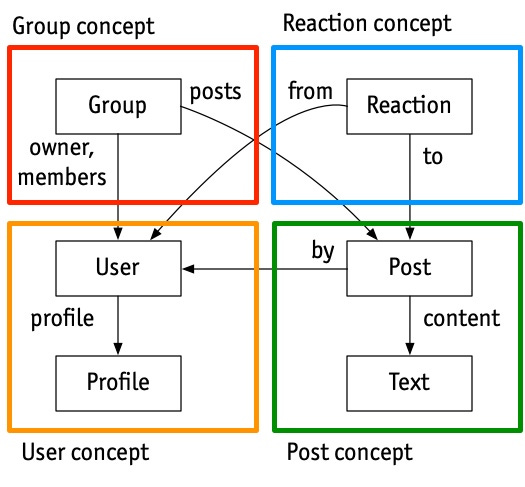 Group concept
Reaction concept
Group
posts
from
Reaction
owner,
members
to
User
by
Post
profile
content
Profile
Text
User concept
Post concept